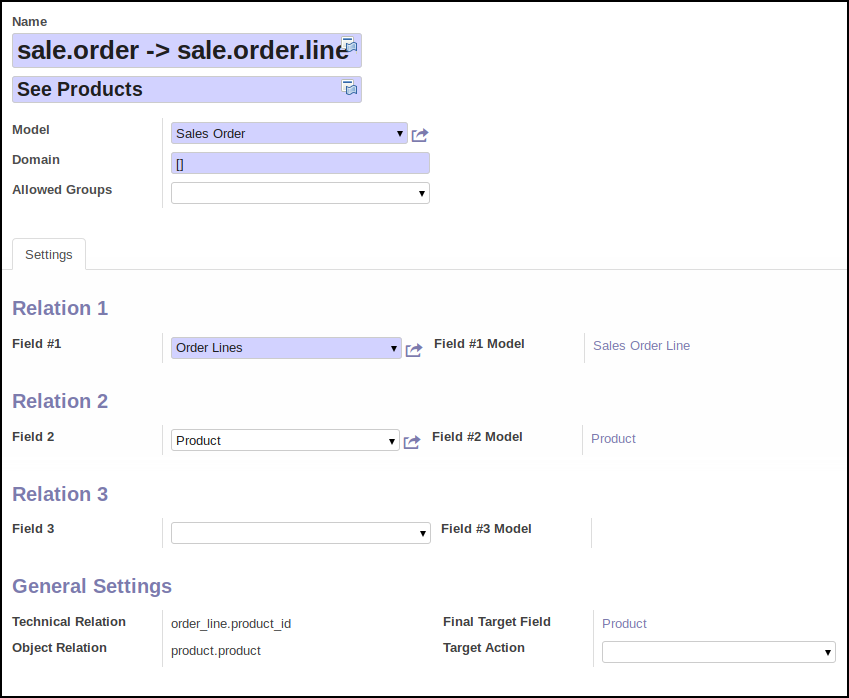 Name
sale.order -> sale.order.line
See Products
Model Sales Order
Domain []
Allowed Groups
Settings
Relation 1
Field #1 Order Lines Field #1 Model Sales Order Line
Relation 2
Field 2 Product Field #2 Model Product
Relation 3
Field 3 Field #3 Model
General Settings
Technical Relation order_line.product_id Final Target Field Product
Object Relation product.product Target Action